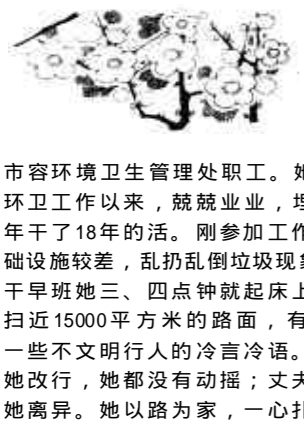 市容环境卫生管理处职工。她
环卫工作以来，兢兢业业，埋
年干了18年的活。刚参加工作
础设施较差，乱扔乱倒垃圾现象
干早班她三、四点钟就起床上
扫近15000平方米的路面，有
一些不文明行人的冷言冷语。
她改行，她都没有动摇；丈夫
她离异。她以路为家，一心扑